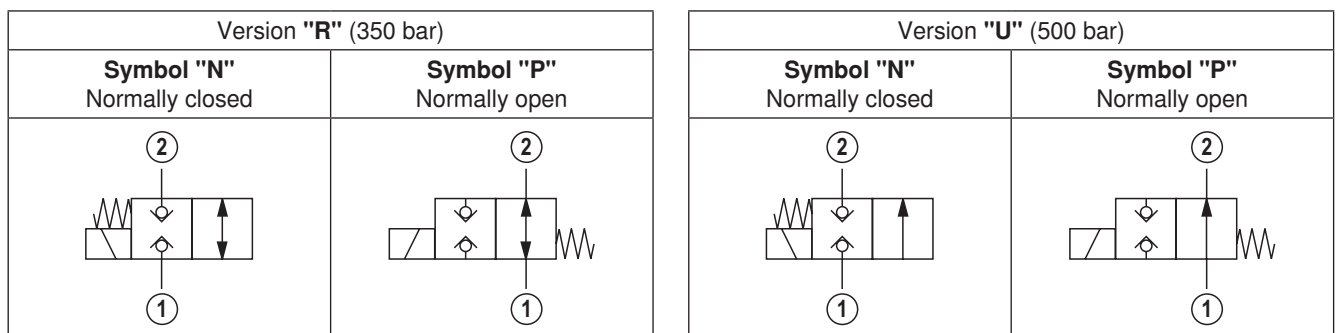 Version "R" (350 bar)
Symbol "N"
Normally closed
Symbol "P"
Normally open
2
1
2
1
Version "U" (500 bar)
Symbol "N"
Normally closed
Symbol "P"
Normally open
2
1
2
1